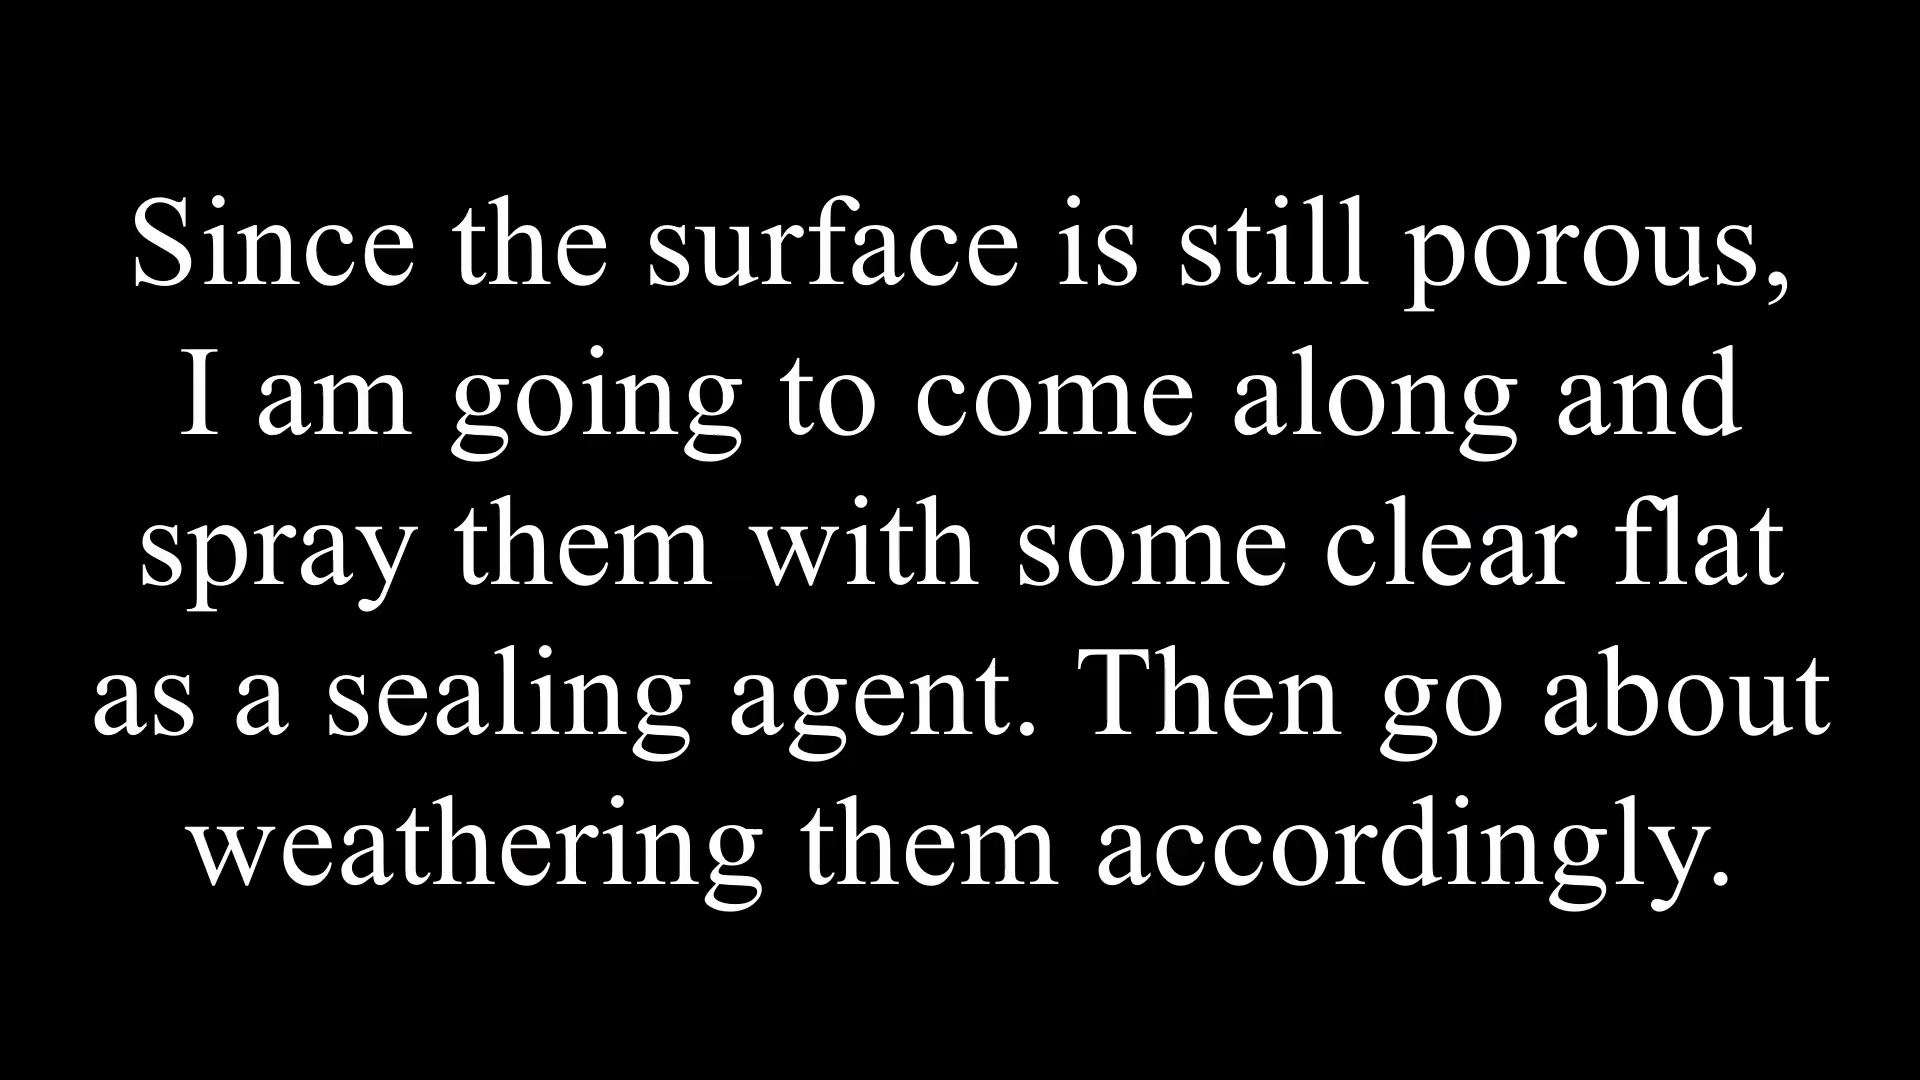 Since the surface is still porous,
I am going to come along and
spray them with some clear flat
as a sealing agent. Then go about
weathering them accordingly.